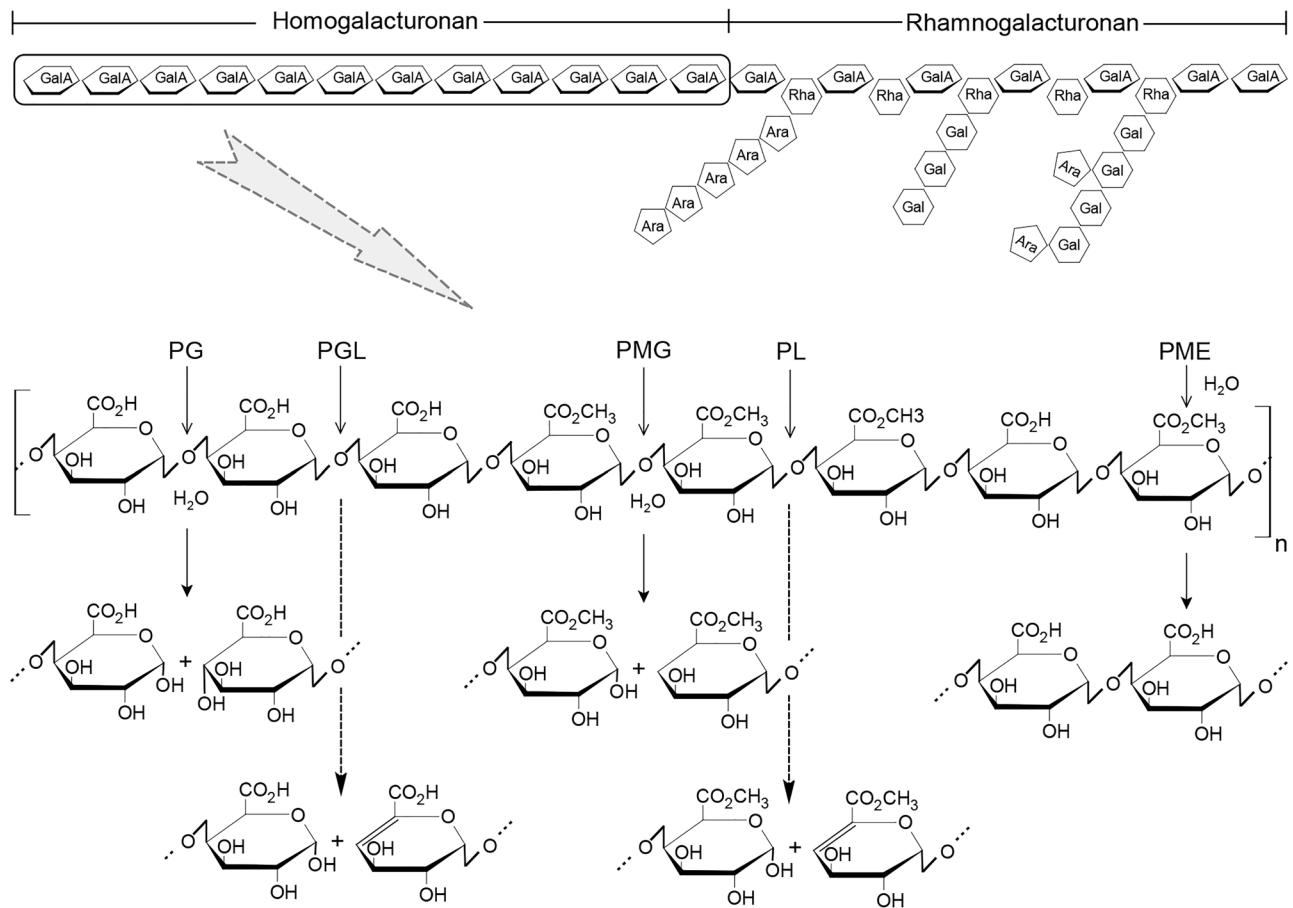 Homogalacturonan Rhamnogalacturonan
GalA GalA GalA GalA GalA GalA GalA GalA GalA GalA GalA GalA GalA GalA GalA GalA GalA GalA GalA
Rha Rha Rha Rha Rha
Ara Gal Gal
Ara Gal Ara Gal
Ara Gal Gal
Ara Ara Gal
Ara
PG PGL PMG PL PME
H2O
CO2H CO2H CO2H CO2CH3 CO2CH3 CO2CH3 CO2H CO2CH3
O O O O O O O O
O O O O O O O O O
OH OH OH OH OH OH OH OH
H2O H2O
OH OH OH OH OH OH OH OH
n
CO2H CO2H CO2CH3 CO2CH3 CO2H CO2H
O O O O O O
O OH + OH O O OH + OH O O OH O OH O
OH OH OH
OH OH OH OH OH OH
CO2H CO2H CO2CH3 CO2CH3
O O O O
O OH + OH O O OH + OH O
OH OH
OH OH OH OH